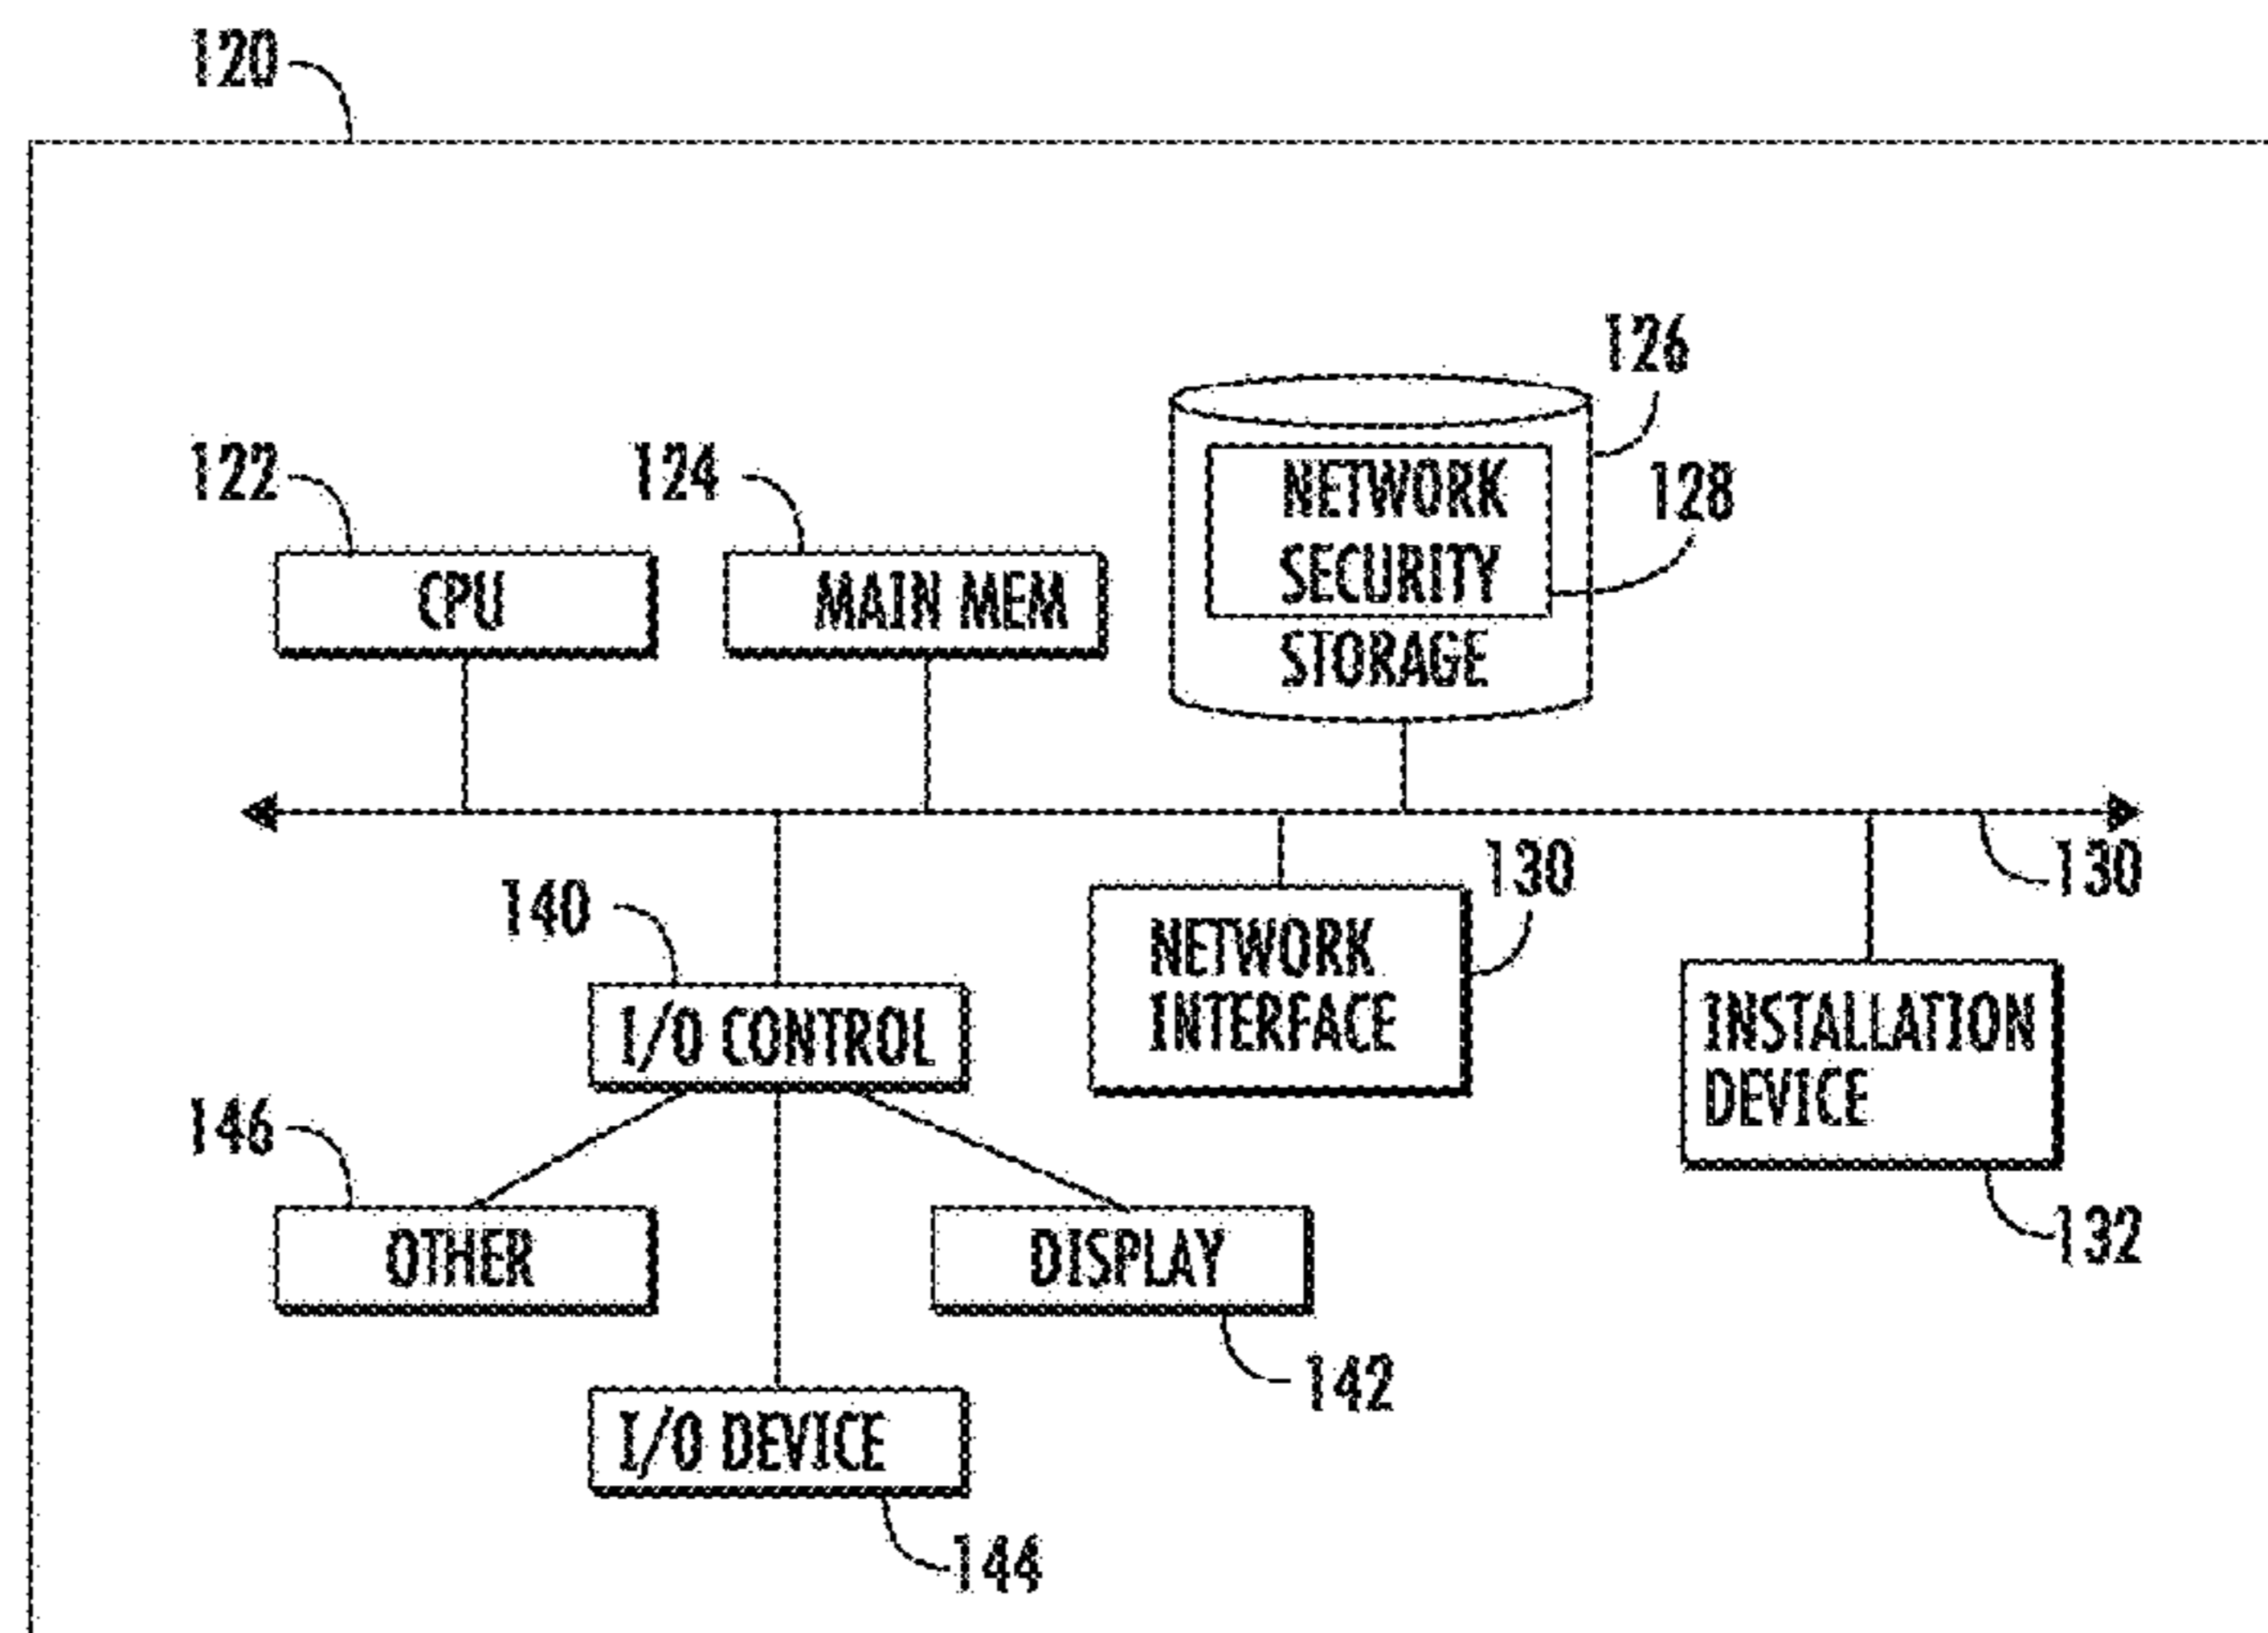 120
126
122
124
NETWORK
128
SECURITY
CPU
MAIN MEM
STORAGE
130
130
140
NETWORK
INTERFACE
I/O CONTROL
INSTALLATION
DEVICE
146
132
OTHER
DISPLAY
142
I/O DEVICE
144